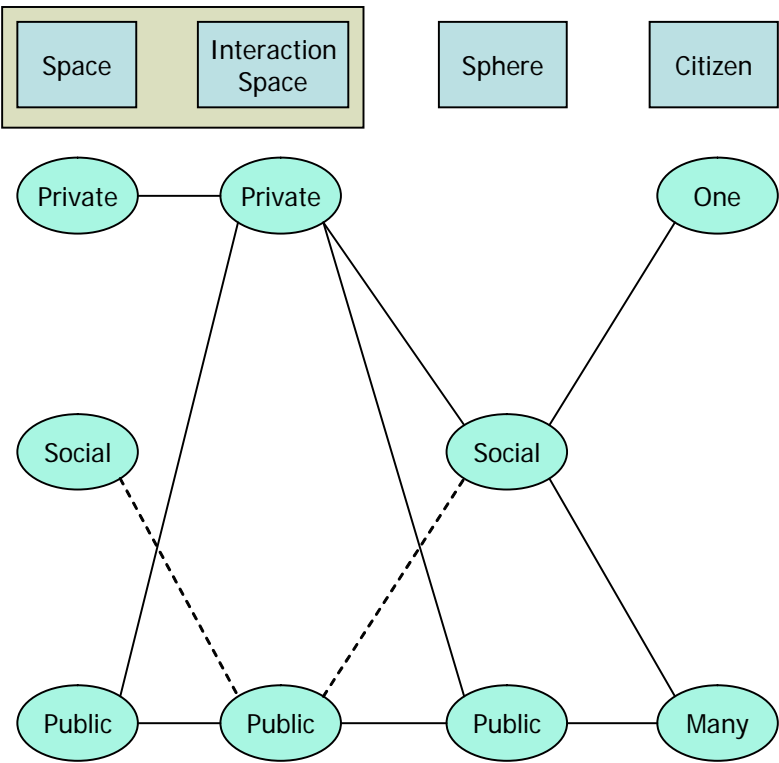 Space
Interaction
Space
Sphere
Citizen
Private
Private
One
Social
Social
Public
Public
Public
Many